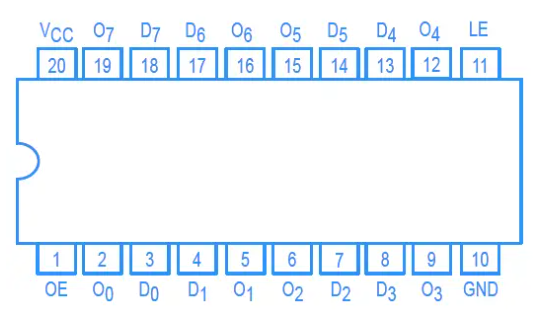 VCC O7 D7 D6 O6 O5 D5 D4 O4 LE
20 19 18 17 16 15 14 13 12 11
1 2 3 4 5 6 7 8 9 10
OE O0 D0 D1 O1 O2 D2 D3 O3 GND